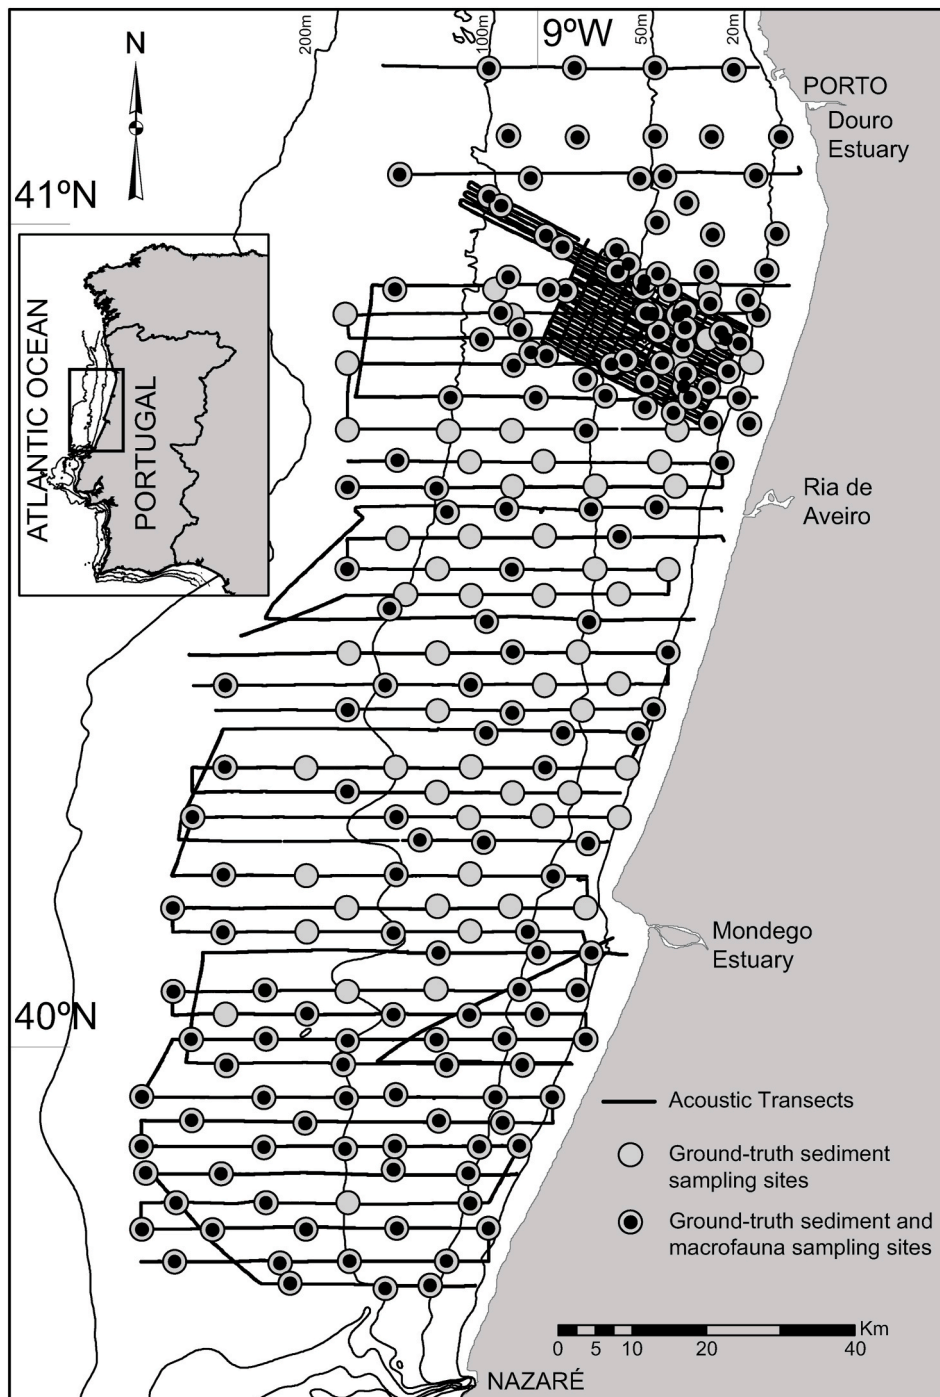 200m
100m
9ºW
50m
20m
N
PORTO
Douro
Estuary
41ºN
ATLANTIC OCEAN
PORTUGAL
Ria de
Aveiro
Mondego
Estuary
40ºN
Acoustic Transects
Ground-truth sediment
sampling sites
Ground-truth sediment and
macrofauna sampling sites
Km
0 5 10 20 40
NAZARÉ